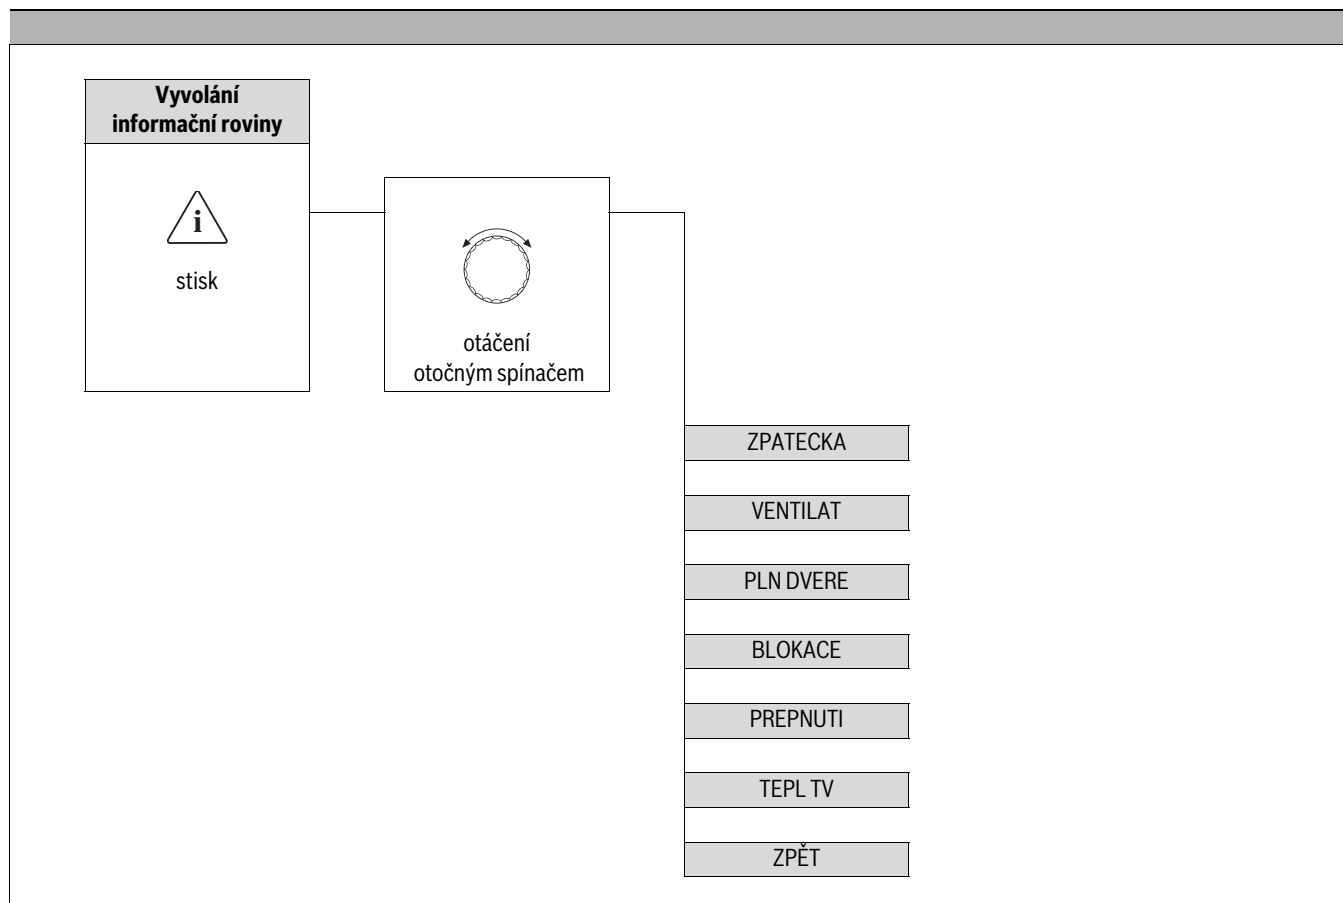 Vyvolání
informační roviny
i
stisk
otáčení
otočným spínačem
ZPATECKA
VENTILAT
PLN DVERE
BLOKACE
PREPNUTI
TEPL TV
ZPĚT